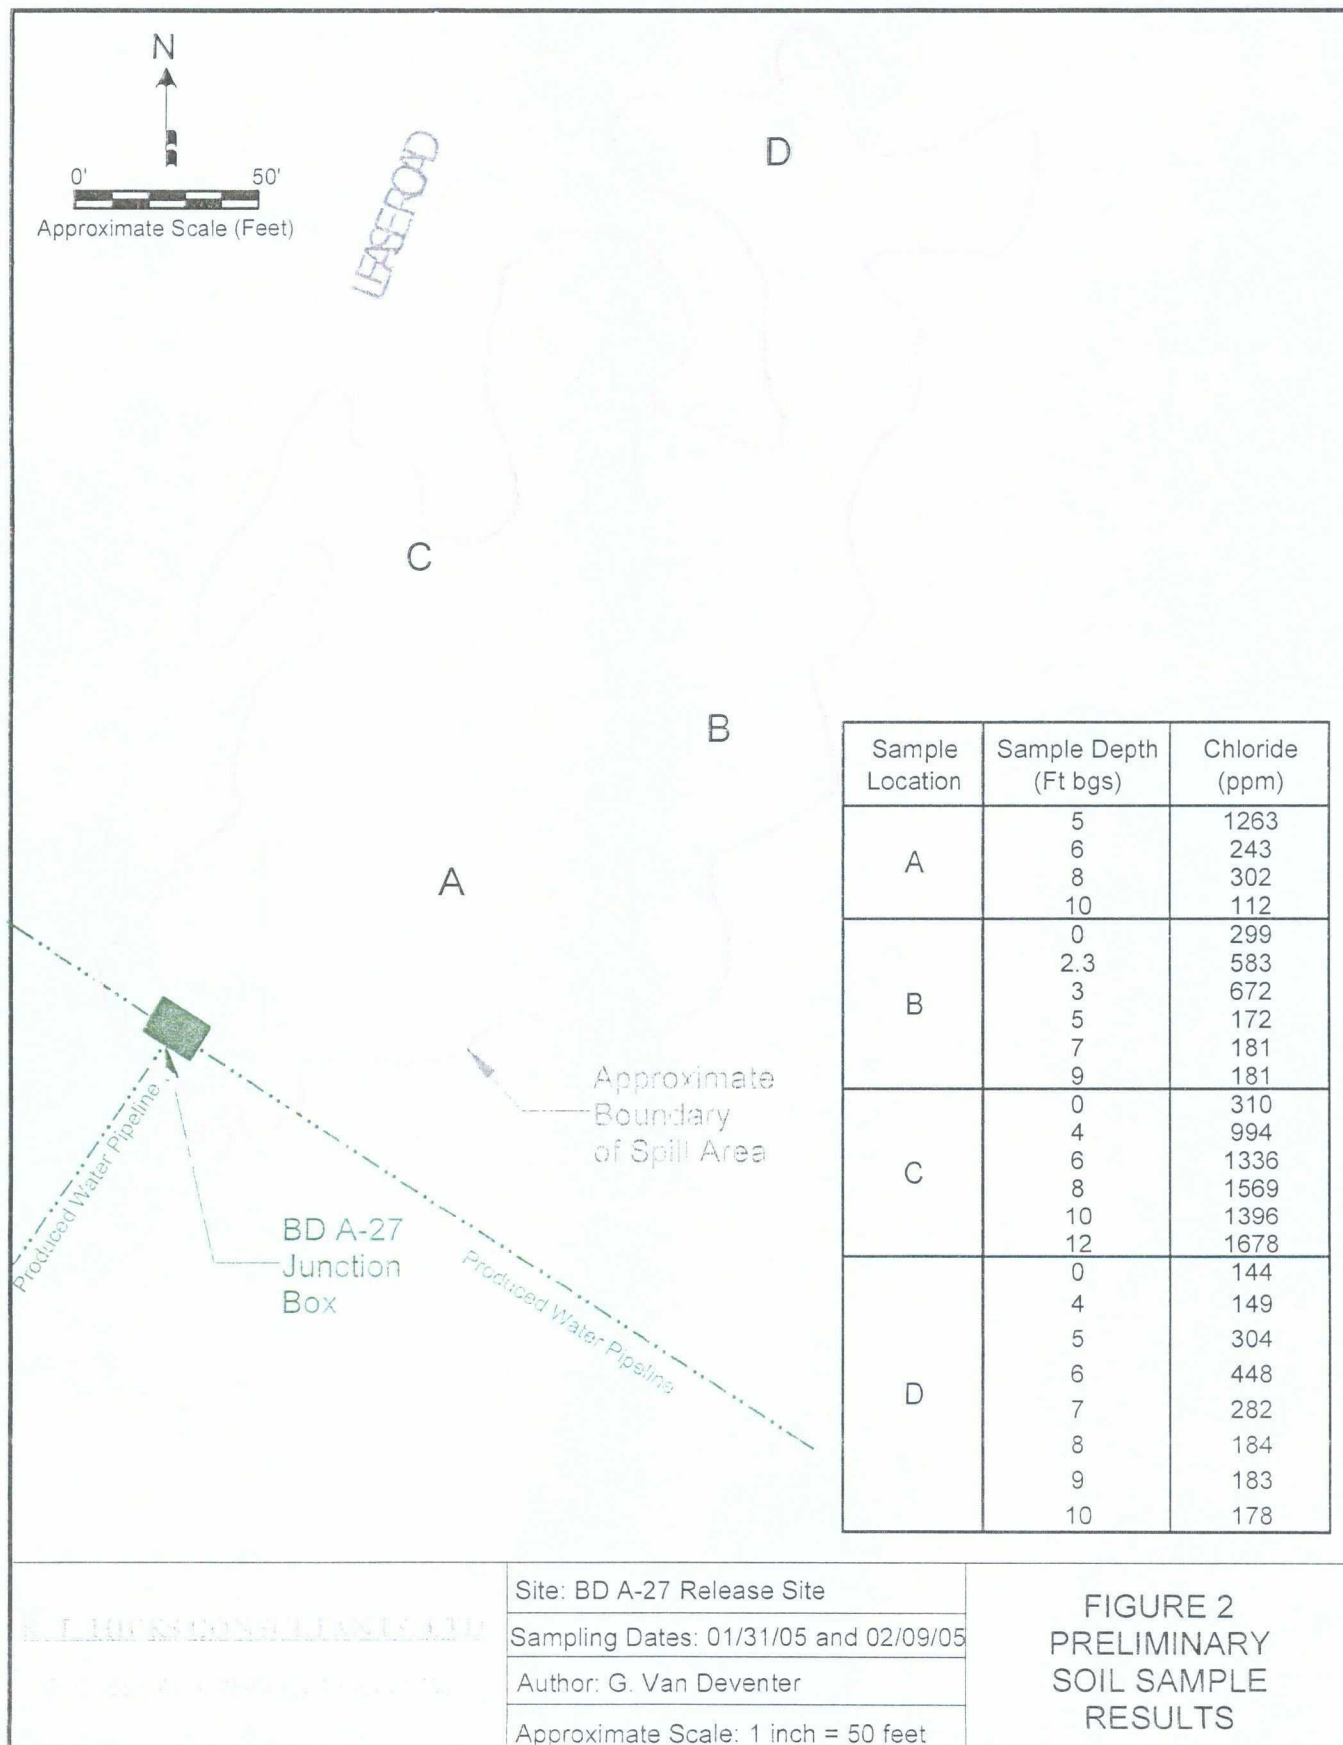 N
0' 50'
Approximate Scale (Feet)
LEASE ROAD
D
C
B
A
Sample Location Sample Depth (Ft bgs) Chloride (ppm)
A
5 1263
6 243
8 302
10 112
B
0 299
2.3 583
3 672
5 172
7 181
9 181
C
0 310
4 994
6 1336
8 1569
10 1396
12 1678
D
0 144
4 149
5 304
6 448
7 282
8 184
9 183
10 178
Approximate
Boundary
of Spill Area
Produced Water Pipeline
BD A-27
Junction
Box
Produced Water Pipeline
Site: BD A-27 Release Site
Sampling Dates: 01/31/05 and 02/09/05
Author: G. Van Deventer
Approximate Scale: 1 inch = 50 feet
FIGURE 2
PRELIMINARY
SOIL SAMPLE
RESULTS